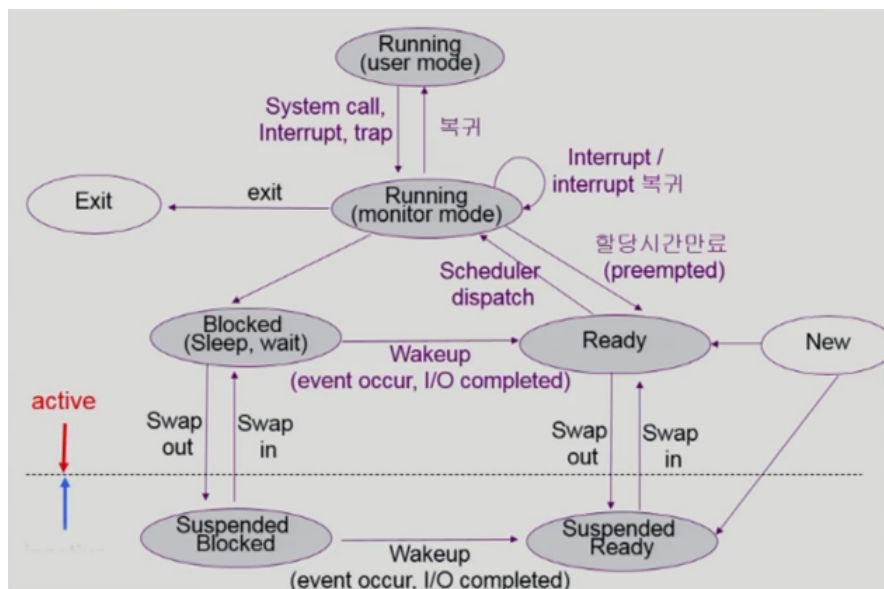 Running
(user mode)
System call,
Interrupt, trap
복귀
Interrupt /
interrupt 복귀
Exit
exit
Running
(monitor mode)
할당시간만료
(preempted)
Scheduler
dispatch
Blocked
(Sleep, wait)
Ready
New
Wakeup
(event occur, I/O completed)
active
Swap
out
Swap
in
Swap
out
Swap
in
Suspended
Blocked
Suspended
Ready
Wakeup
(event occur, I/O completed)